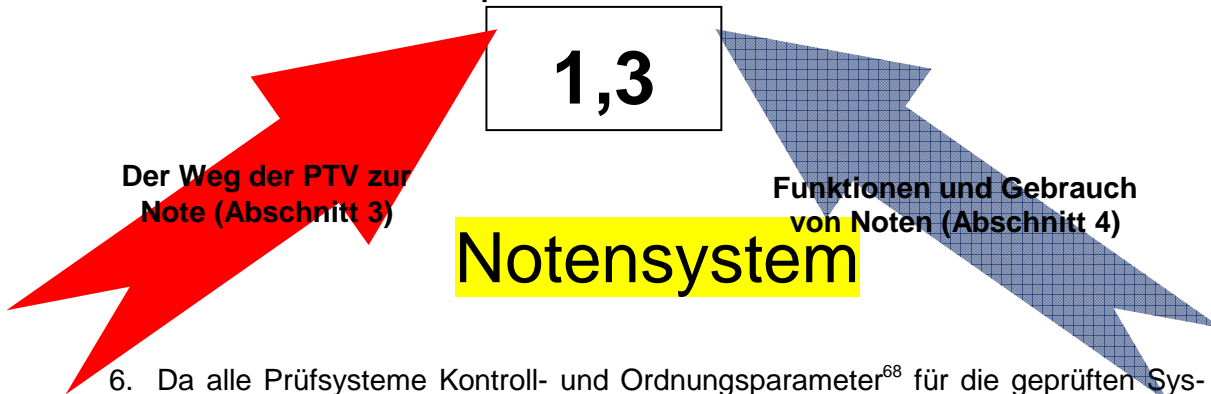 1,3
Der Weg der PTV zur
Note (Abschnitt 3)
Funktionen und Gebrauch
von Noten (Abschnitt 4)
Notensystem
6. Da alle Prüfsysteme Kontroll- und Ordnungsparameter⁶⁸ für die geprüften Sys-